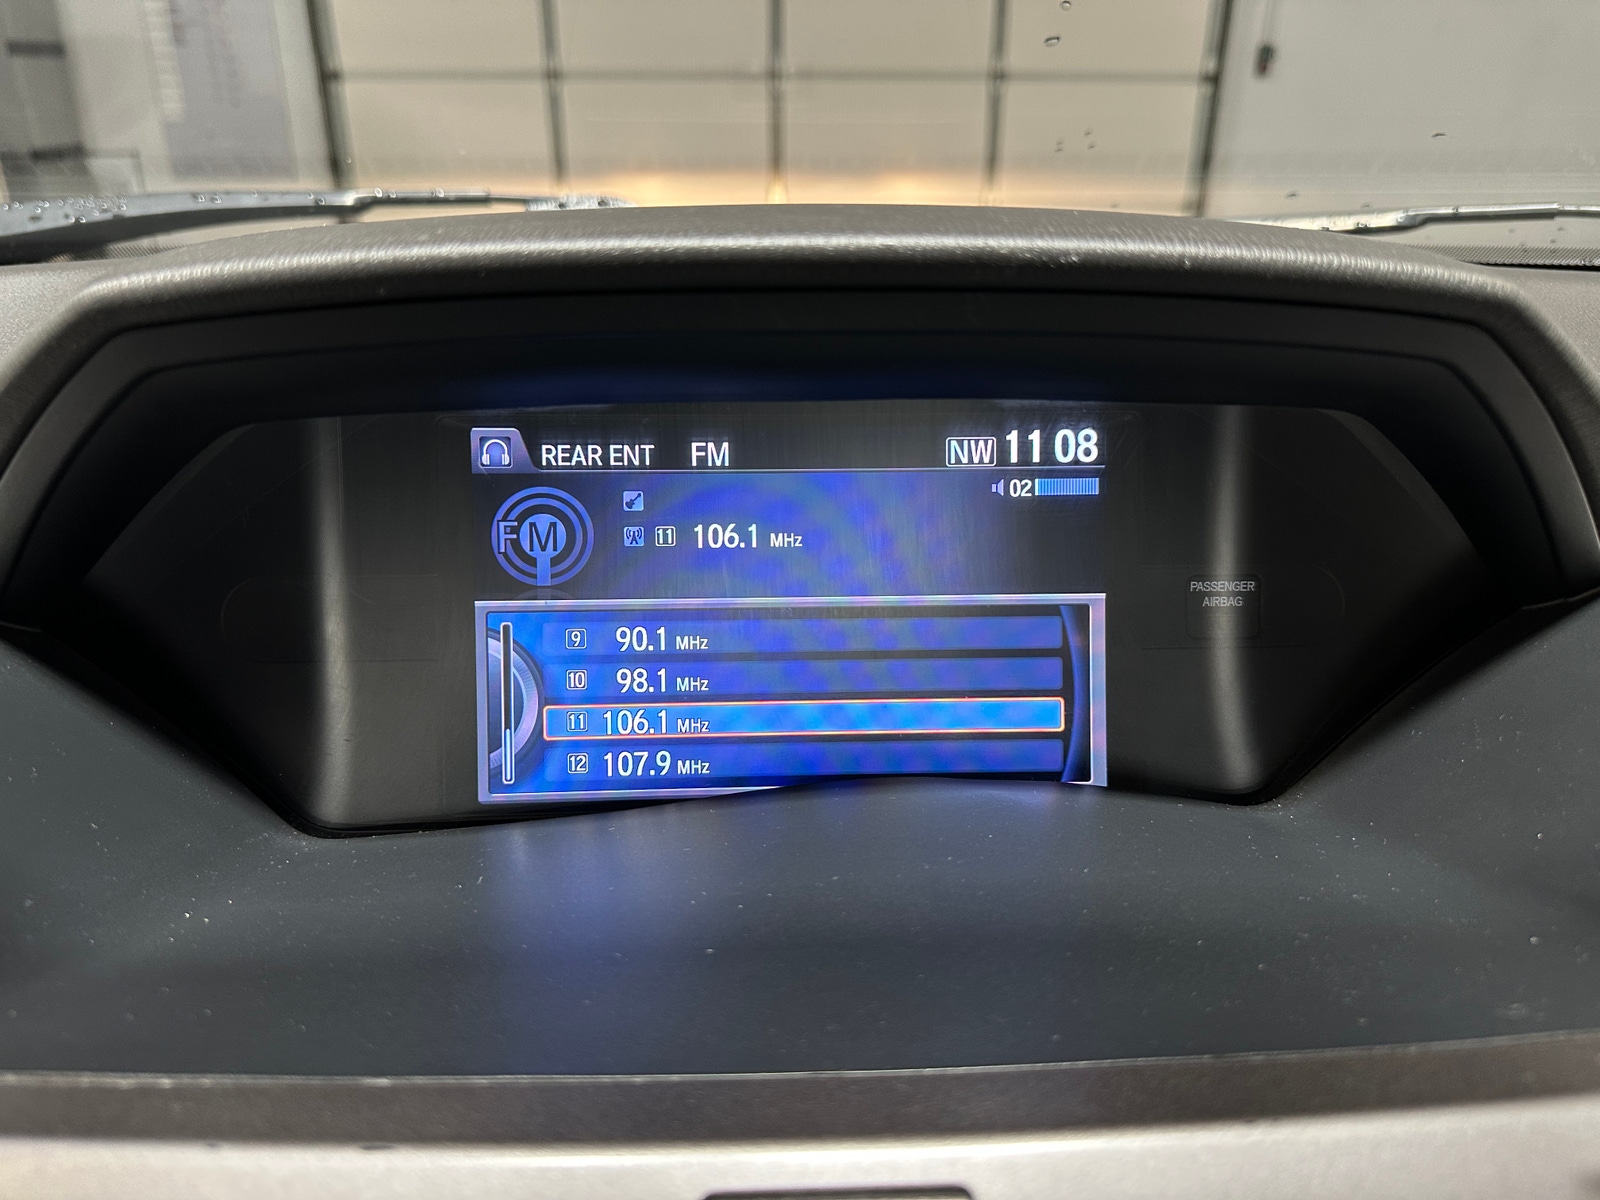 REAR ENT FM NW 11 08
02
FM
11 106.1 MHz
9 90.1 MHz
10 98.1 MHz
11 106.1 MHz
12 107.9 MHz
PASSENGER
AIRBAG